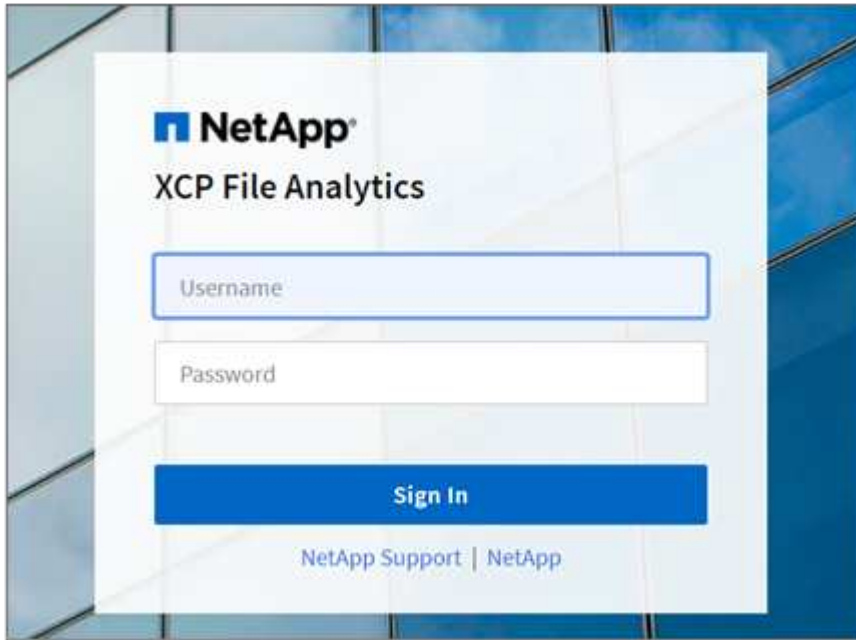 NetApp
XCP File Analytics
Username
Password
Sign In
NetApp Support | NetApp